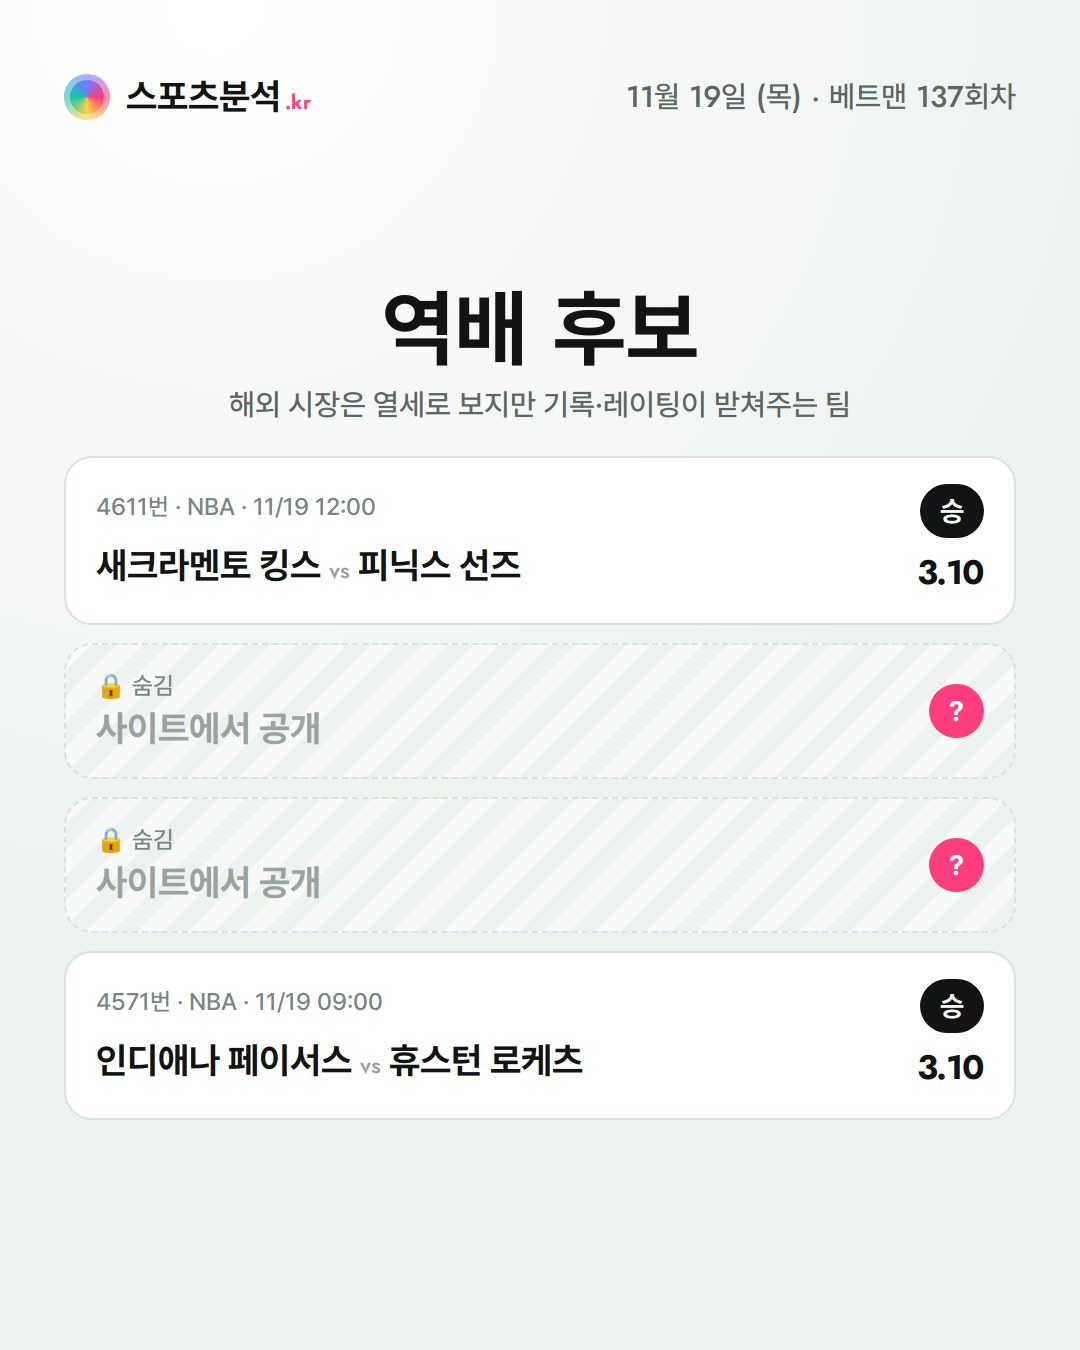 스포츠분석.kr
11월 19일 (목) · 베트맨 137회차
역배 후보
해외 시장은 열세로 보지만 기록·레이팅이 받쳐주는 팀
4611번 · NBA · 11/19 12:00
승
새크라멘토 킹스 vs 피닉스 선즈
3.10
🔒 숨김
사이트에서 공개
?
🔒 숨김
사이트에서 공개
?
4571번 · NBA · 11/19 09:00
승
인디애나 페이서스 vs 휴스턴 로케츠
3.10